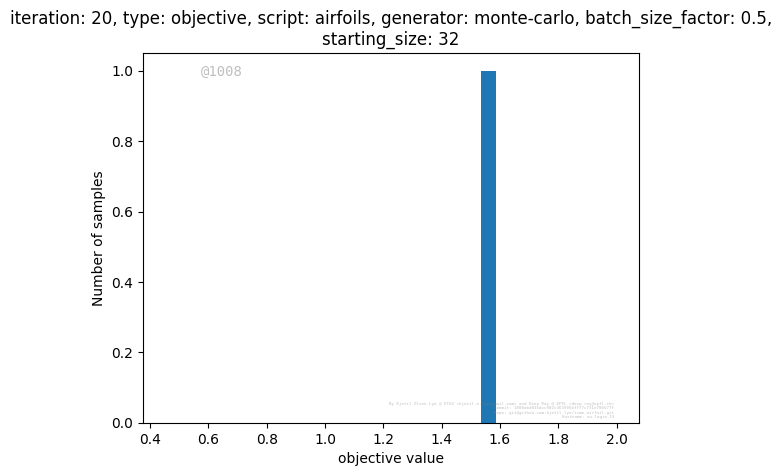 iteration: 20, type: objective, script: airfoils, generator: monte-carlo, batch_size_factor: 0.5,
starting_size: 32
@1008
1.0
0.8
0.6
0.4
0.2
0.0
Number of samples
0.4 0.6 0.8 1.0 1.2 1.4 1.6 1.8 2.0
objective value